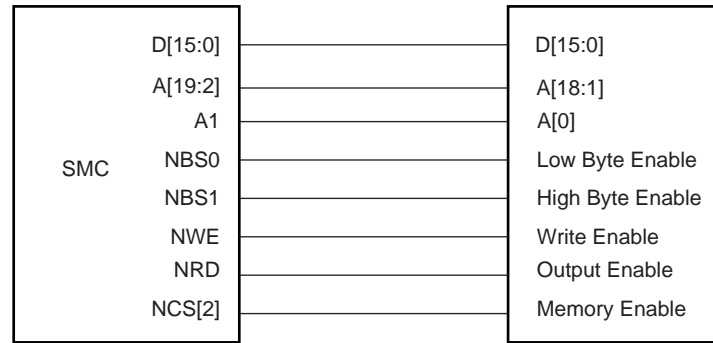 D[15:0] D[15:0]
A[19:2] A[18:1]
A1 A[0]
NBS0 Low Byte Enable
SMC
NBS1 High Byte Enable
NWE Write Enable
NRD Output Enable
NCS[2] Memory Enable